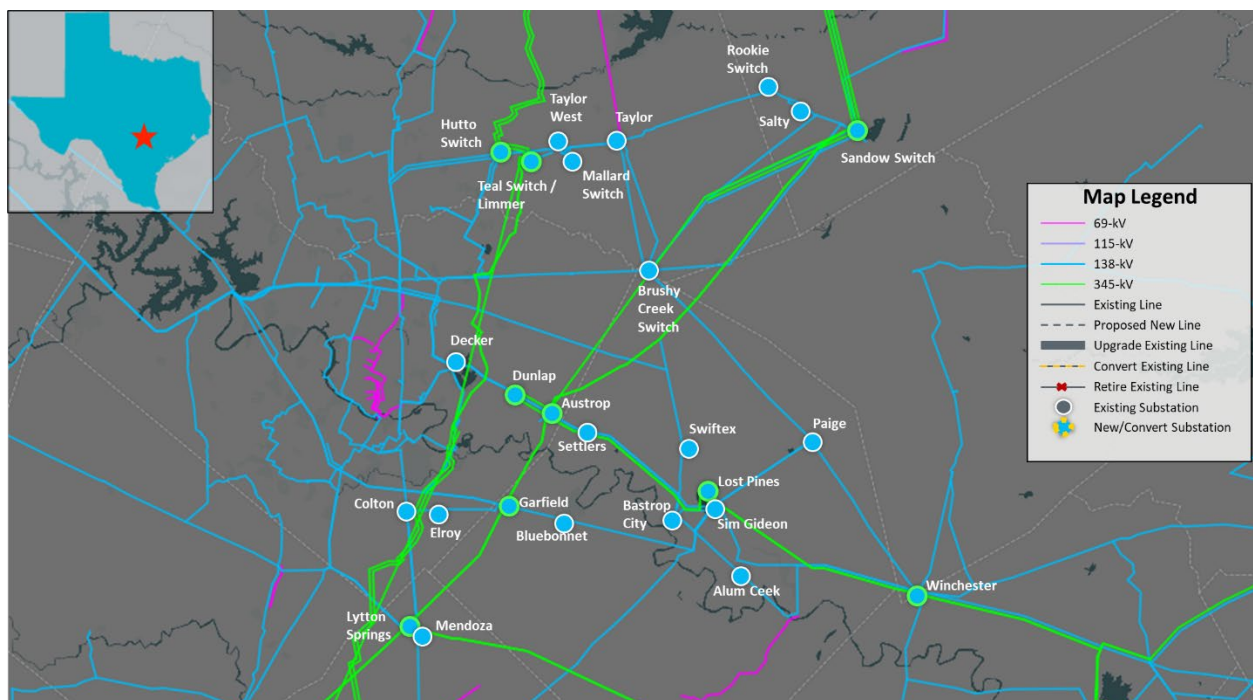 Rookie
Switch
Taylor
West
Taylor
Hutto
Switch
Salty
Sandow Switch
Mallard
Switch
Teal Switch /
Limmer
Map Legend
69-kV
115-kV
138-kV
345-kV
Existing Line
Proposed New Line
Upgrade Existing Line
Convert Existing Line
Retire Existing Line
Existing Substation
New/Convert Substation
Brushy
Creek
Switch
Decker
Dunlap
Austrop
Settlers
Swiftex
Paige
Lost Pines
Colton
Elroy
Garfield
Bluebonnet
Bastrop
City
Sim Gideon
Alum Ceek
Winchester
Lytton
Springs
Mendoza